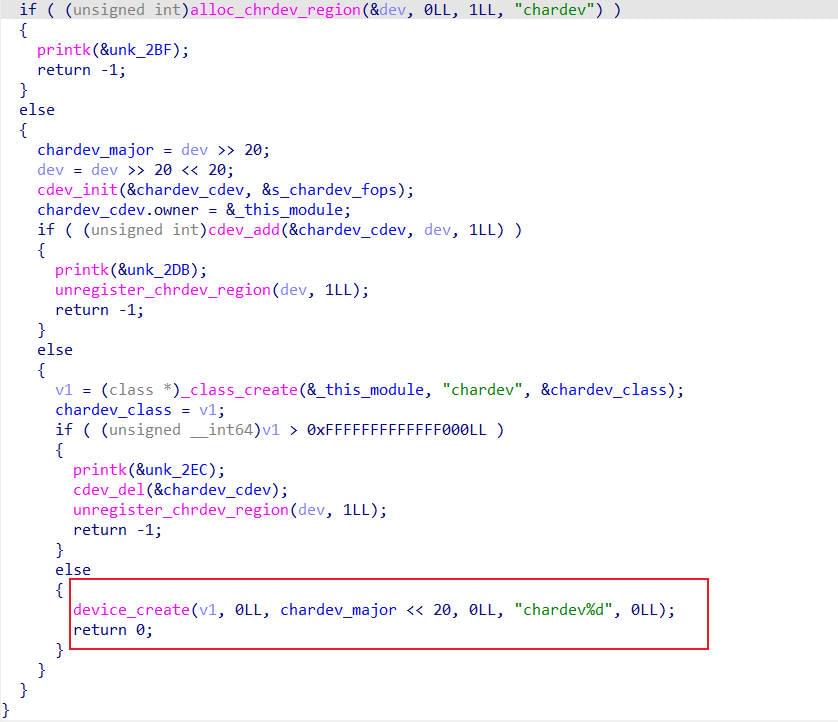 if ( (unsigned int)alloc_chrdev_region(&dev, 0LL, 1LL, "chardev") )
{
printk(&unk_2BF);
return -1;
}
else
{
chardev_major = dev >> 20;
dev = dev >> 20 << 20;
cdev_init(&chardev_cdev, &s_chardev_fops);
chardev_cdev.owner = &_this_module;
if ( (unsigned int)cdev_add(&chardev_cdev, dev, 1LL) )
{
printk(&unk_2DB);
unregister_chrdev_region(dev, 1LL);
return -1;
}
else
{
v1 = (class *)_class_create(&_this_module, "chardev", &chardev_class);
chardev_class = v1;
if ( (unsigned __int64)v1 > 0xFFFFFFFFFFFFF000LL )
{
printk(&unk_2EC);
cdev_del(&chardev_cdev);
unregister_chrdev_region(dev, 1LL);
return -1;
}
else
{
device_create(v1, 0LL, chardev_major << 20, 0LL, "chardev%d", 0LL);
return 0;
}
}
}
}